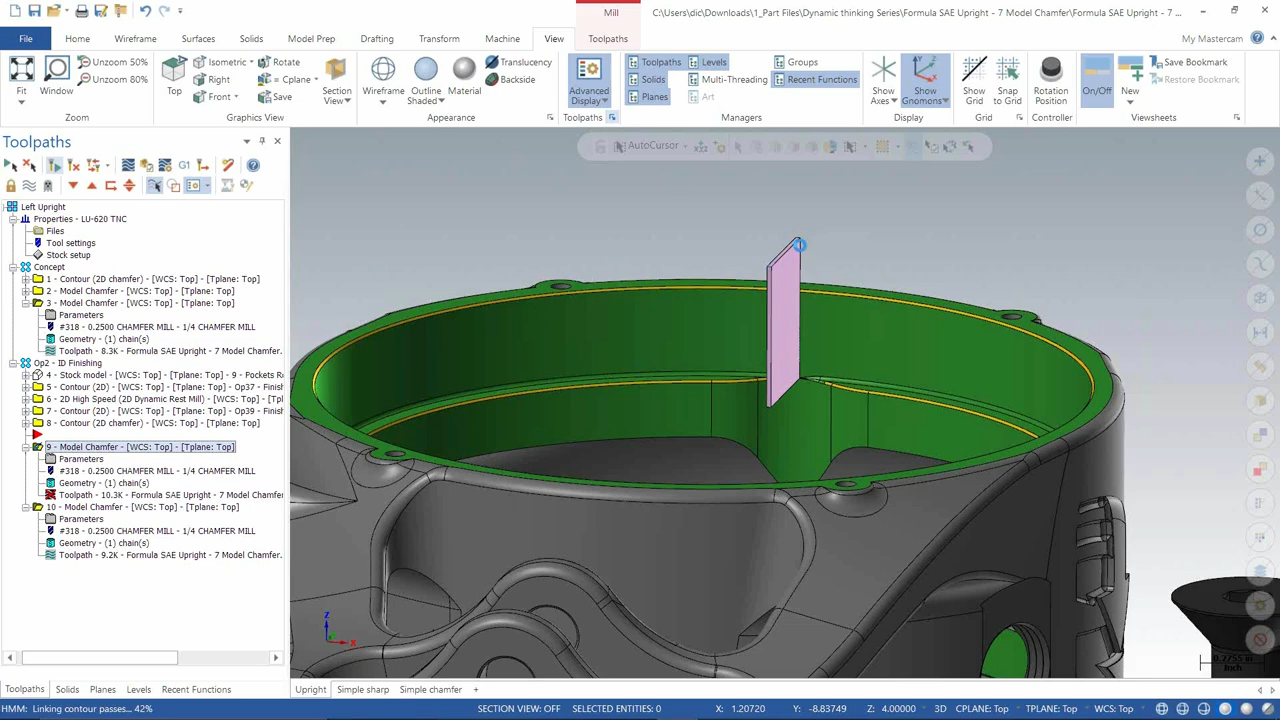 Mill
C:\Users\dic\Downloads\1_Part Files\Dynamic thinking Series\Formula SAE Upright - 7 Model Chamfer\Formula SAE Upright - 7 ...
File
Home
Wireframe
Surfaces
Solids
Model Prep
Drafting
Transform
Machine
View
Toolpaths
My Mastercam
Fit
Window
Unzoom 50%
Unzoom 80%
Zoom
Top
Isometric
Right
Front
Rotate
= Cplane
Save
Section View
Graphics View
Wireframe
Outline Shaded
Material
Translucency
Backside
Appearance
Advanced Display
Toolpaths
Toolpaths
Solids
Planes
Levels
Multi-Threading
Art
Groups
Recent Functions
Managers
Show Axes
Show Gnomons
Display
Show Grid
Snap to Grid
Grid
Rotation Position
Controller
On/Off
New
Save Bookmark
Restore Bookmark
Viewsheets
Toolpaths
G1
AutoCursor
Left Upright
Properties - LU-620 TNC
Files
Tool settings
Stock setup
Concept
1 - Contour (2D chamfer) - [WCS: Top] - [Tplane: Top]
2 - Model Chamfer - [WCS: Top] - [Tplane: Top]
3 - Model Chamfer - [WCS: Top] - [Tplane: Top]
Parameters
#318 - 0.2500 CHAMFER MILL - 1/4 CHAMFER MILL
Geometry - (1) chain(s)
Toolpath - 8.3K - Formula SAE Upright - 7 Model Chamfer.
Op2 - ID Finishing
4 - Stock model - [WCS: Top] - [Tplane: Top] - 9 - Pockets R
5 - Contour (2D) - [WCS: Top] - [Tplane: Top] - Op37 - Finish
6 - 2D High Speed (2D Dynamic Rest Mill) - [WCS: Top] - [Tpl
7 - Contour (2D) - [WCS: Top] - [Tplane: Top] - Op39 - Finish
8 - Contour (2D chamfer) - [WCS: Top] - [Tplane: Top]
9 - Model Chamfer - [WCS: Top] - [Tplane: Top]
Parameters
#318 - 0.2500 CHAMFER MILL - 1/4 CHAMFER MILL
Geometry - (1) chain(s)
Toolpath - 10.3K - Formula SAE Upright - 7 Model Chamfe
10 - Model Chamfer - [WCS: Top] - [Tplane: Top]
Parameters
#318 - 0.2500 CHAMFER MILL - 1/4 CHAMFER MILL
Geometry - (1) chain(s)
Toolpath - 9.2K - Formula SAE Upright - 7 Model Chamfer.
Z
X
0.2755 in
Inch
Toolpaths
Solids
Planes
Levels
Recent Functions
Upright
Simple sharp
Simple chamfer
+
HMM: Linking contour passes... 42%
SECTION VIEW: OFF
SELECTED ENTITIES: 0
X: 1.20720
Y: -8.83749
Z: 4.00000
3D
CPLANE: Top
TPLANE: Top
WCS: Top